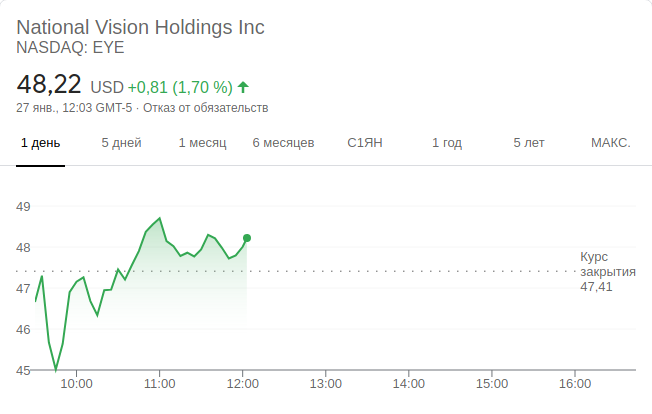 National Vision Holdings Inc
NASDAQ: EYE
48,22 USD +0,81 (1,70 %)
27 янв., 12:03 GMT-5 · Отказ от обязательств
1 день 5 дней 1 месяц 6 месяцев С1ЯН 1 год 5 лет МАКС.
49
48
Курс
закрытия
47,41
47
46
45
10:00 11:00 12:00 13:00 14:00 15:00 16:00